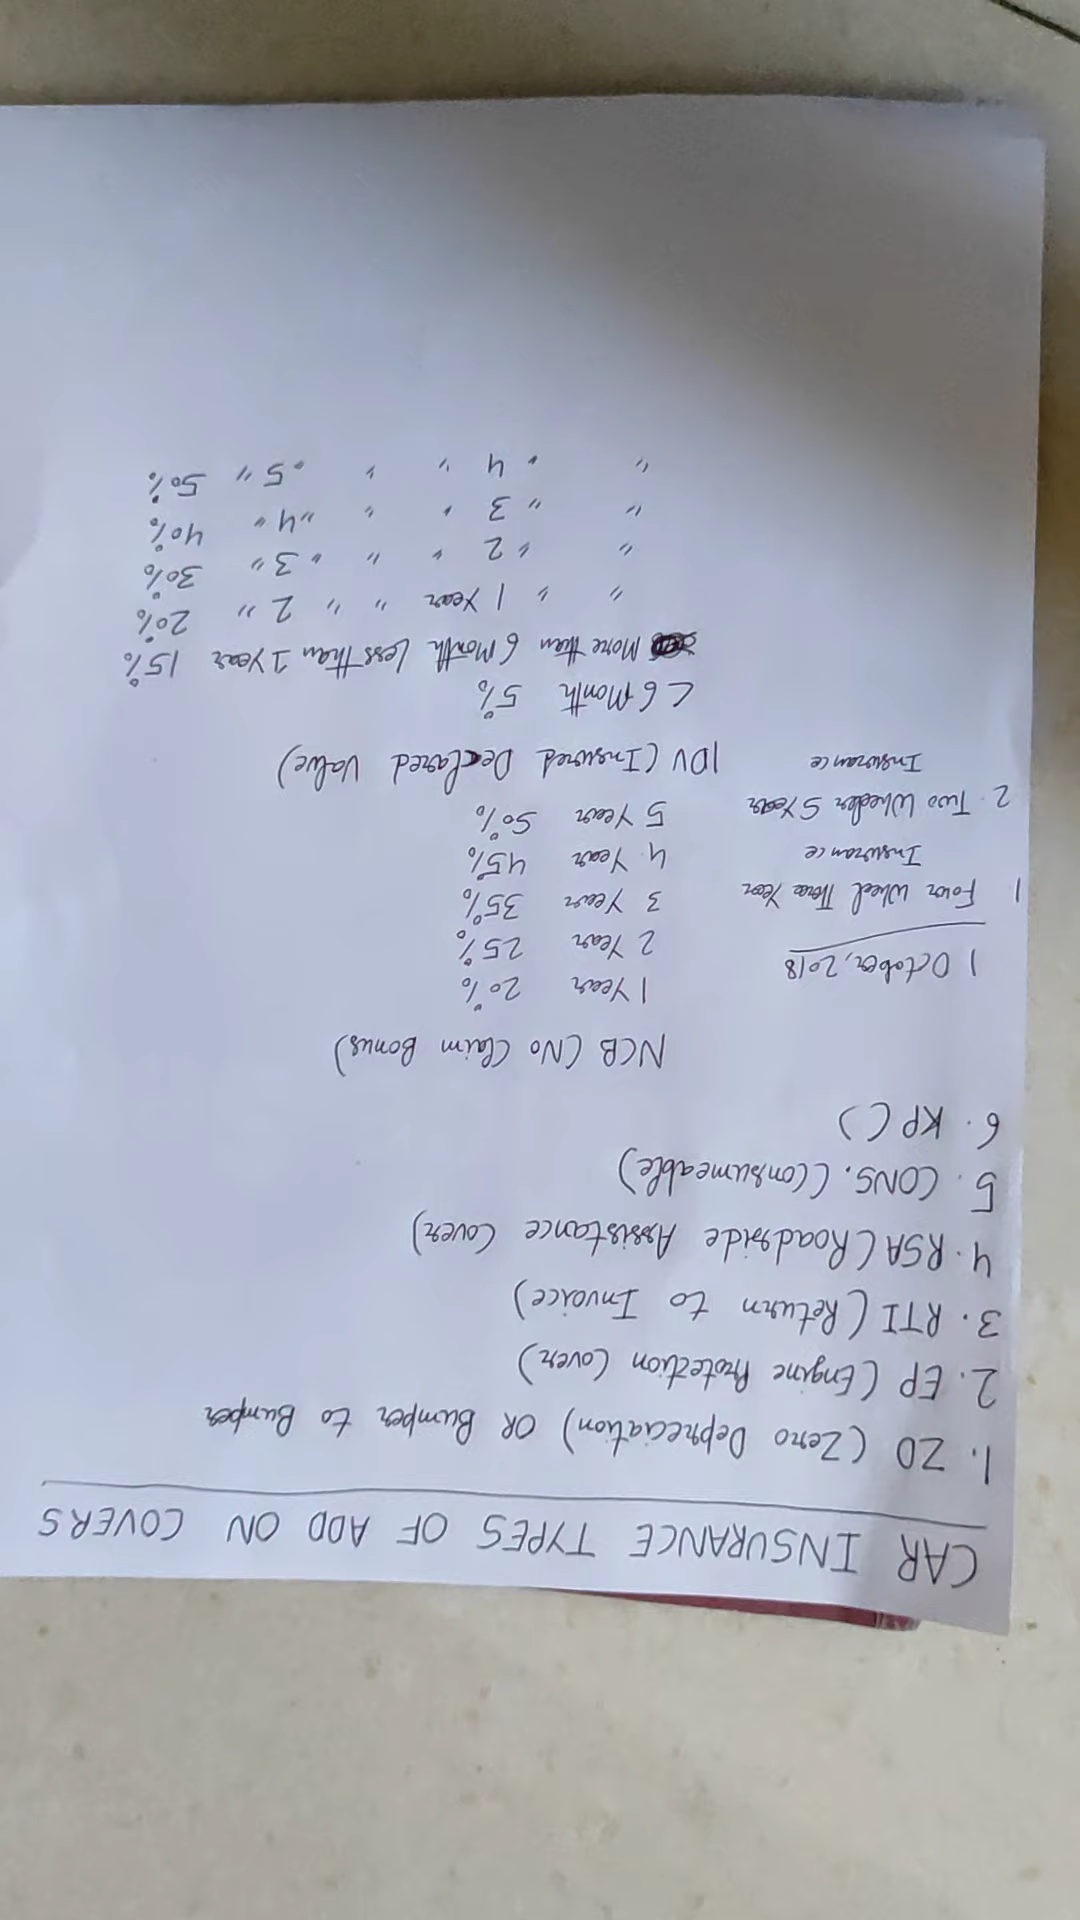 CAR INSURANCE TYPES OF ADD ON COVERS
1. ZD (Zero Depreciation) OR Bumper to Bumper
2. EP (Engine Protection Cover)
3. RTI (Return to Invoice)
4. RSA (Roadside Assistance Cover)
5. CONS. (Consumeable)
6. KP ( )
NCB (No Claim Bonus)
1 Year 20%
2 Year 25%
3 Year 35%
4 Year 45%
5 Year 50%
1 October, 2018
1 Four Wheel Three Year
Insurance
2. Two Wheeler 5 Year
Insurance
IDV (Insured Declared Value)
< 6 Month 5%
More than 6 Month Less than 1 Year 15%
" " 1 Year " " 2 " 20%
" " 2 " " " 3 " 30%
" " 3 " " " 4 " 40%
" " 4 " " " 5 " 50%